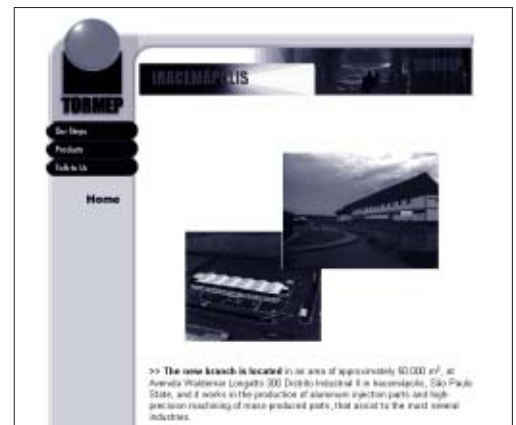 IRACEMÁPOLIS
TORMEP
Our Steps
Products
Talk to Us
Home
>> The new branch is located in an area of approximately 50.000 m², at
Avenida Waldemar Longatto 300 Distrito Industrial II in Iracemápolis, São Paulo
State, and it works in the production of aluminum injection parts and high-
precision machining of mass-produced parts, that assist to the most several
industries.